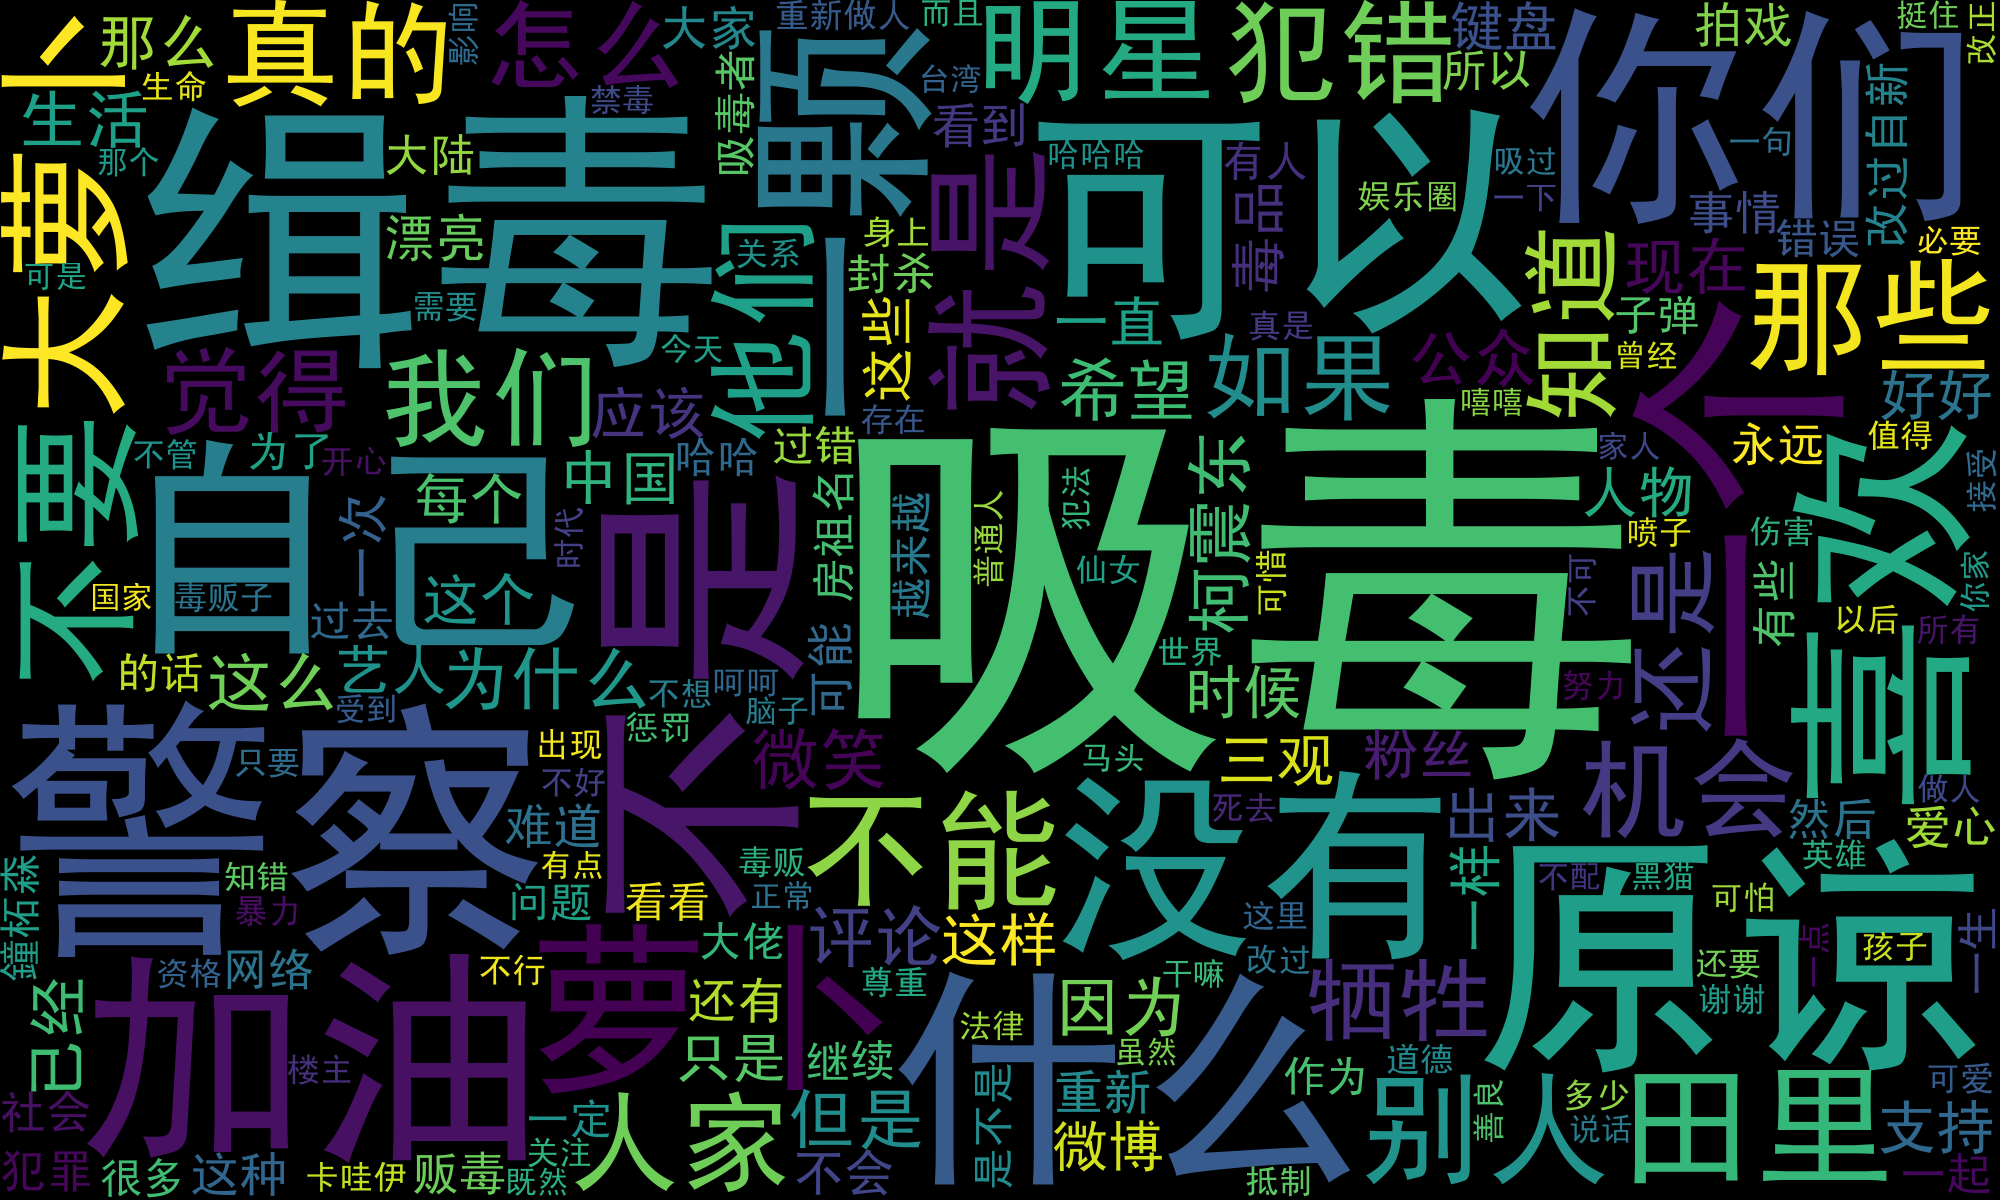 卜
那么
真的
影响
怎么
大家
重新做人
而且
明星
犯错
键盘
拍戏
挺住
改正
生活
生命
禁毒
吸毒者
一颗
台湾
所以
你们
改过自新
那个
大陆
缉毒
看到
哈哈哈
可以
有人
吸过
一下
一句
娱乐圈
事情
错误
必要
大萝
可是
漂亮
需要
他们
关系
身上
封杀
就是
毒品
知道
现在
那些
子弹
今天
这些
一直
真是
曾经
觉得
我们
应该
希望
如果
公众
一个
好好
不要
不管
为了
开心
每个
中国
哈哈
过错
存在
嘻嘻
家人
永远
值得
自己
一次
时代
不是
房祖名
越来越
吸毒
普通人
犯法
柯震东
可惜
人物
喷子
伤害
喜欢
接受
国家
毒贩子
过去
这个
仙女
不可
还是
有些
以后
所有
你家
的话
这么
艺人
为什么
不想
呵呵
可能
世界
时候
努力
受到
脑子
警察
只要
出现
不好
惩罚
微笑
马头
三观
粉丝
机会
做人
鐘柘森
知错
暴力
难道
有点
毒贩
正常
不能
没有
死去
出来
然后
爱心
英雄
问题
看看
评论
这样
这里
一样
不配
黑猫
可怕
原谅
已经
资格
网络
不行
萝卜
大佬
尊重
改过
牺牲
一点
孩子
一生
还要
谢谢
加油
楼主
还有
只是
继续
法律
因为
干嘛
虽然
什么
作为
道德
社会
一定
人家
但是
是不是
重新
别人
善良
多少
说话
田里
可爱
支持
犯罪
很多
这种
卡哇伊
贩毒
关注
既然
不会
微博
抵制
一起